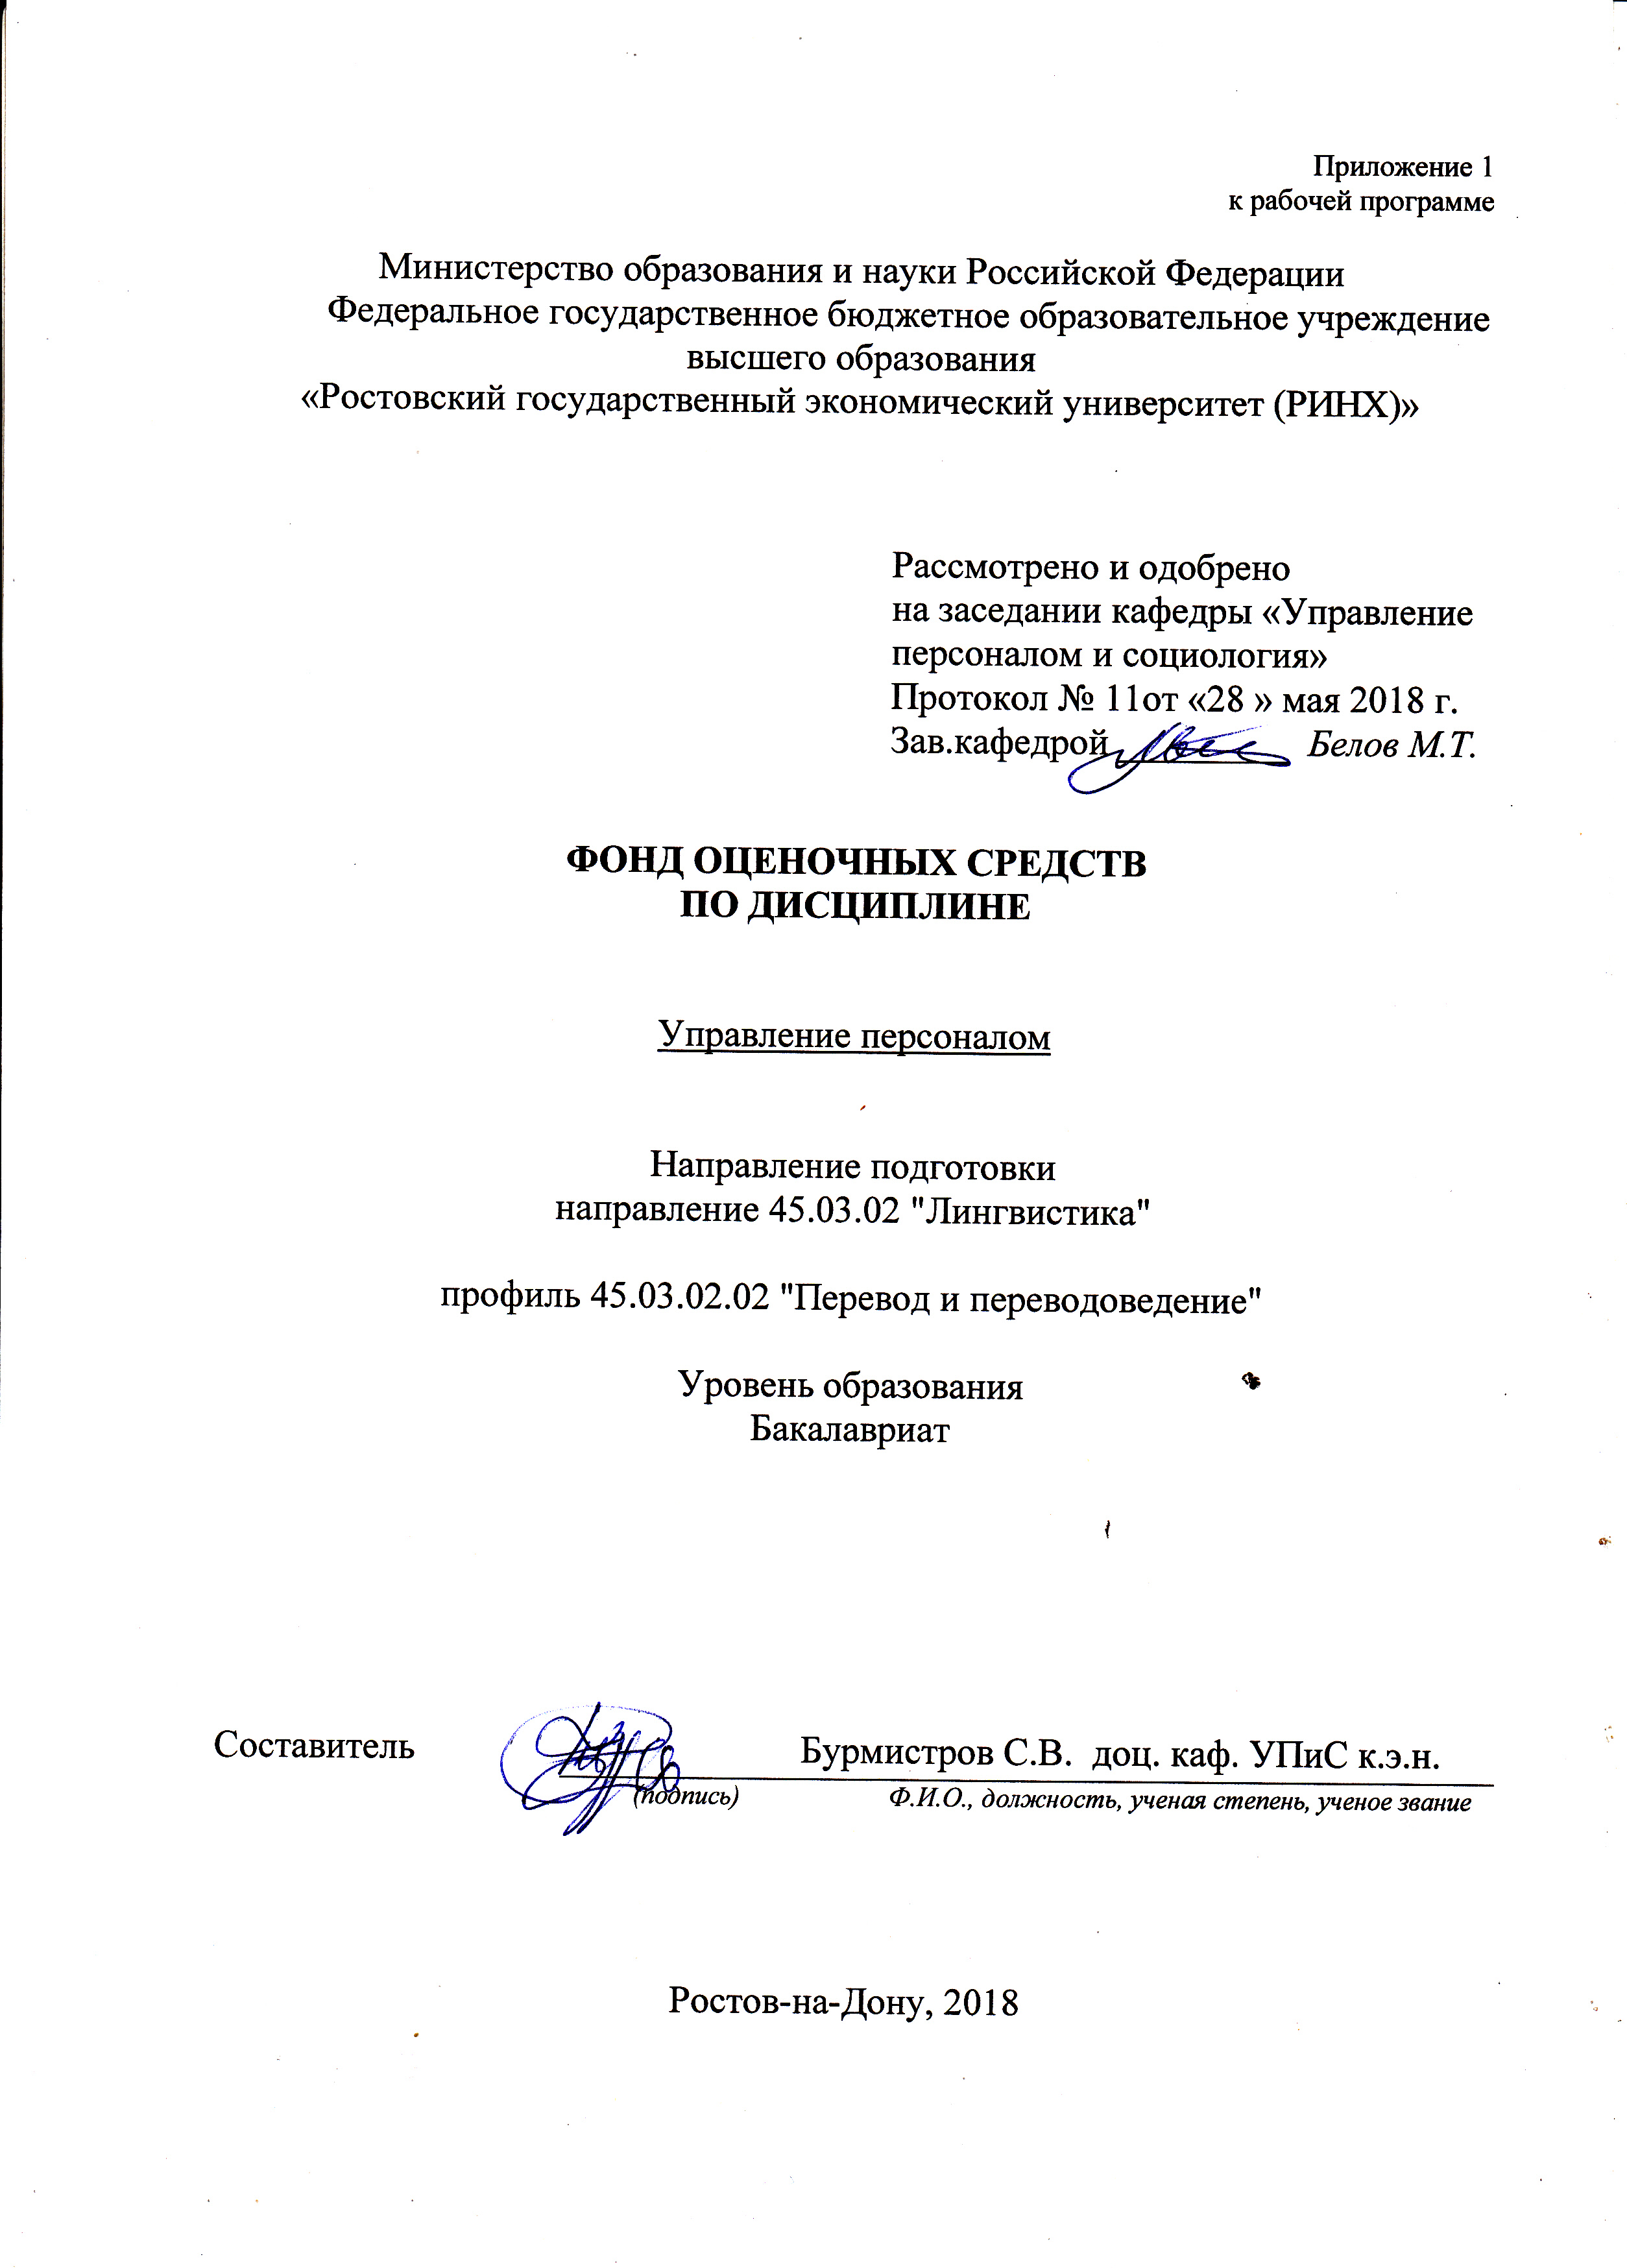 Приложение 1
к рабочей программе
Министерство образования и науки Российской Федерации
Федеральное государственное бюджетное образовательное учреждение
высшего образования
«Ростовский государственный экономический университет (РИНХ)»
Рассмотрено и одобрено
на заседании кафедры «Управление
персоналом и социология»
Протокол № 11от «28 » мая 2018 г.
Зав.кафедрой Белов М.Т.
ФОНД ОЦЕНОЧНЫХ СРЕДСТВ
ПО ДИСЦИПЛИНЕ
Управление персоналом
Направление подготовки
направление 45.03.02 "Лингвистика"
профиль 45.03.02.02 "Перевод и переводоведение"
Уровень образования
Бакалавриат
Составитель Бурмистров С.В. доц. каф. УПиС к.э.н.
(подпись) Ф.И.О., должность, ученая степень, ученое звание
Ростов-на-Дону, 2018